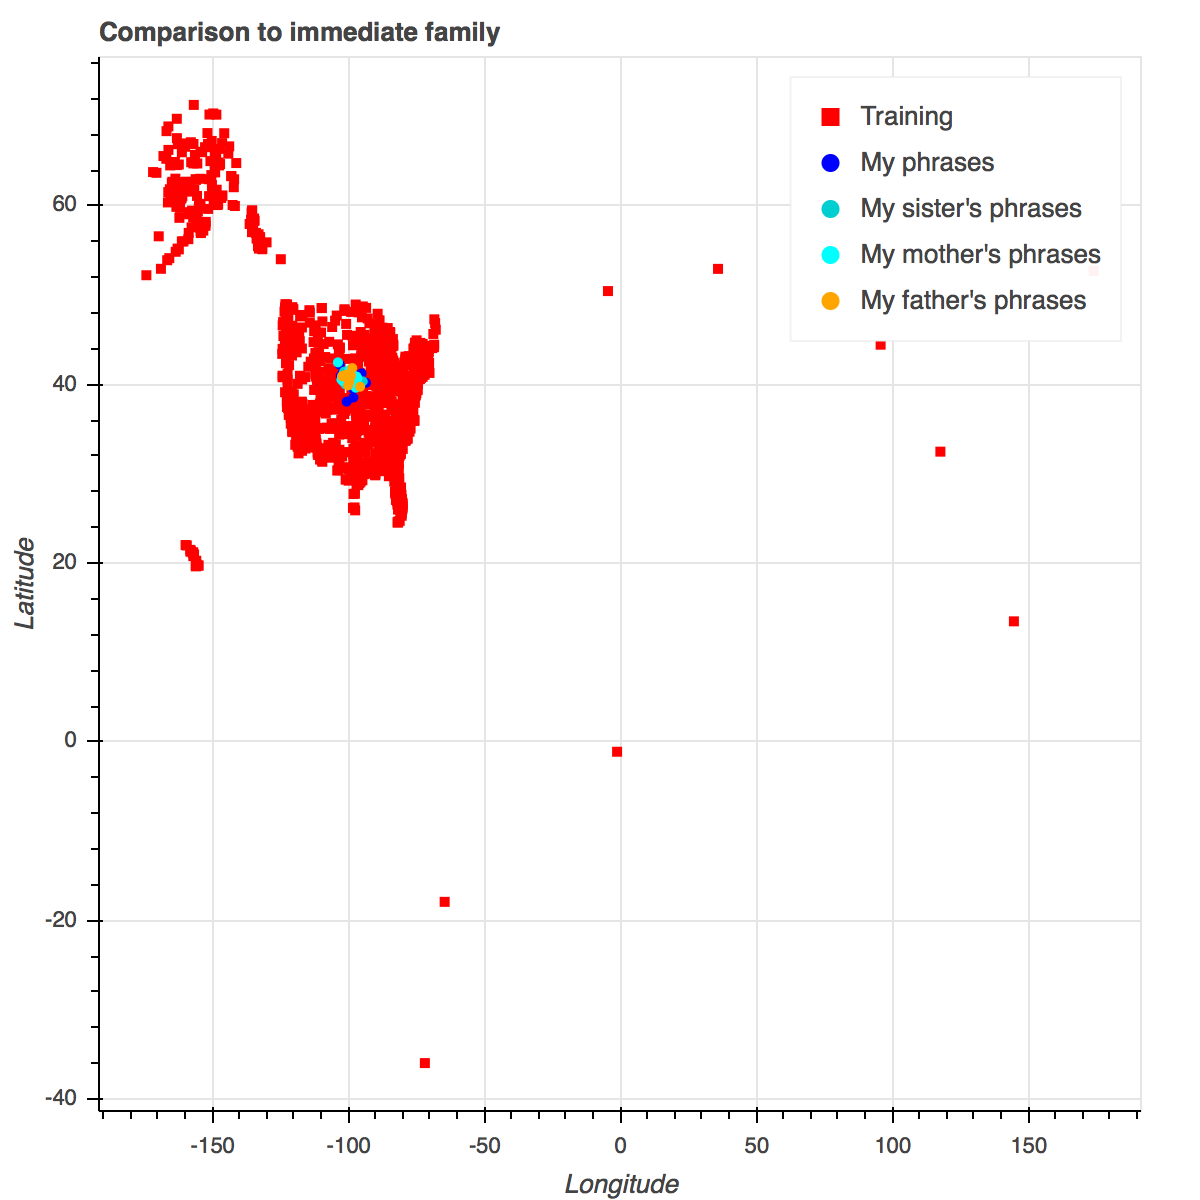 Comparison to immediate family
Training
My phrases
My sister's phrases
My mother's phrases
My father's phrases
60
40
20
0
-20
-40
Latitude
-150
-100
-50
0
50
100
150
Longitude